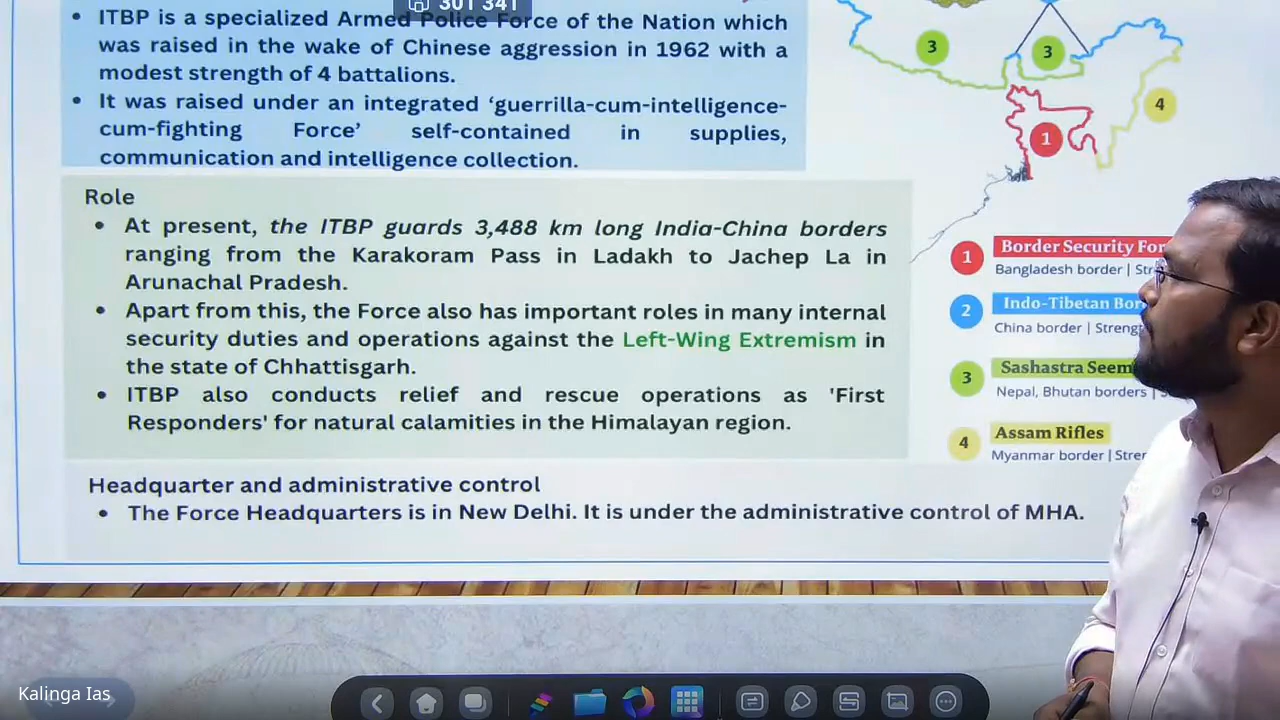 301 341
• ITBP is a specialized Armed Police Force of the Nation which
was raised in the wake of Chinese aggression in 1962 with a
modest strength of 4 battalions.
• It was raised under an integrated ‘guerrilla-cum-intelligence-
cum-fighting Force’ self-contained in supplies,
communication and intelligence collection.
Role
• At present, the ITBP guards 3,488 km long India-China borders
ranging from the Karakoram Pass in Ladakh to Jachep La in
Arunachal Pradesh.
• Apart from this, the Force also has important roles in many internal
security duties and operations against the Left-Wing Extremism in
the state of Chhattisgarh.
• ITBP also conducts relief and rescue operations as 'First
Responders' for natural calamities in the Himalayan region.
Headquarter and administrative control
• The Force Headquarters is in New Delhi. It is under the administrative control of MHA.
3
3
4
1
1 Border Security For
Bangladesh border | Str
2 Indo-Tibetan Bor
China border | Strengt
3 Sashastra Seem
Nepal, Bhutan borders |
4 Assam Rifles
Myanmar border | Stren
Kalinga Ias